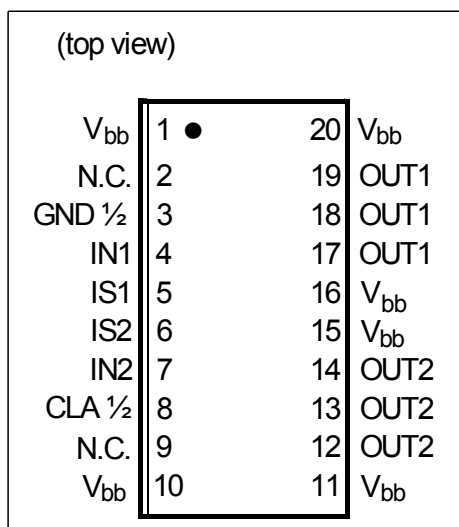 (top view)
Vbb 1 ● 20 Vbb
N.C. 2 19 OUT1
GND ½ 3 18 OUT1
IN1 4 17 OUT1
IS1 5 16 Vbb
IS2 6 15 Vbb
IN2 7 14 OUT2
CLA ½ 8 13 OUT2
N.C. 9 12 OUT2
Vbb 10 11 Vbb